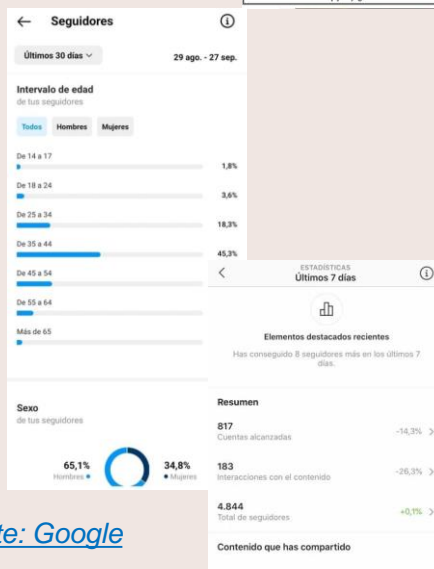 ← Seguidores
Últimos 30 días
29 ago. - 27 sep.
Intervalo de edad
de tus seguidores
Todos Hombres Mujeres
De 14 a 17
1,8%
De 18 a 24
3,6%
De 25 a 34
18,3%
De 35 a 44
45,3%
De 45 a 54
De 55 a 64
Más de 65
Sexo
de tus seguidores
65,1%
Hombres
34,8%
Mujeres
ESTADÍSTICAS
Últimos 7 días
Elementos destacados recientes
Has conseguido 8 seguidores más en los últimos 7
días.
Resumen
817
Cuentas alcanzadas
-14,3%
183
Interacciones con el contenido
-26,3%
4.844
Total de seguidores
+0,1%
Contenido que has compartido
te: Google